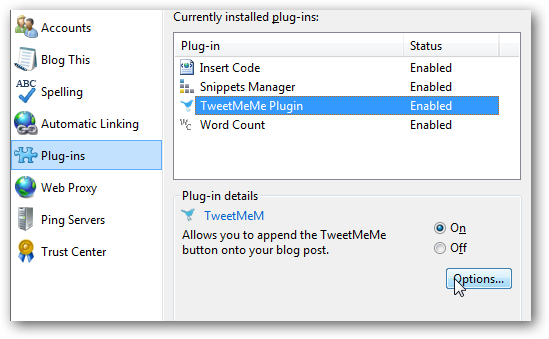 Accounts
Blog This
ABC
Spelling
Automatic Linking
Plug-ins
Web Proxy
Ping Servers
Trust Center
Currently installed plug-ins:
Plug-in Status
Insert Code Enabled
Snippets Manager Enabled
TweetMeMe Plugin Enabled
WC Word Count Enabled
Plug-in details
TweetMeM
Allows you to append the TweetMeMe
button onto your blog post.
On
Off
Options...